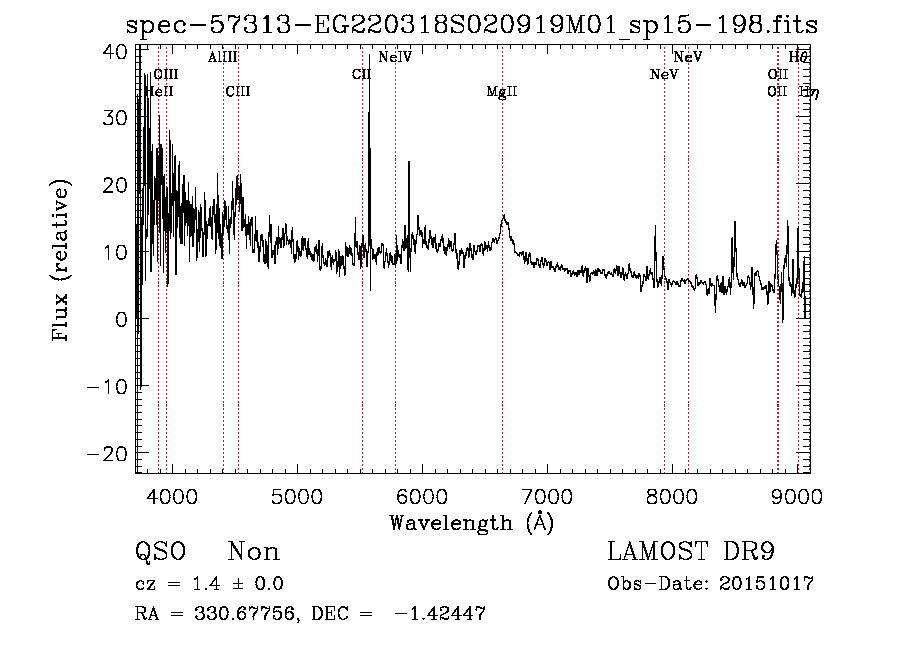 spec-57313-EG220318S020919M01_sp15-198.fits
40
30
20
10
0
-10
-20
Flux (relative)
AlIII NeIV NeV Hδ
OIII CII NeV OII
HeII CIII MgII OII Hη
4000 5000 6000 7000 8000 9000
Wavelength (Å)
QSO Non LAMOST DR9
cz = 1.4 ± 0.0 Obs-Date: 20151017
RA = 330.67756, DEC = -1.42447